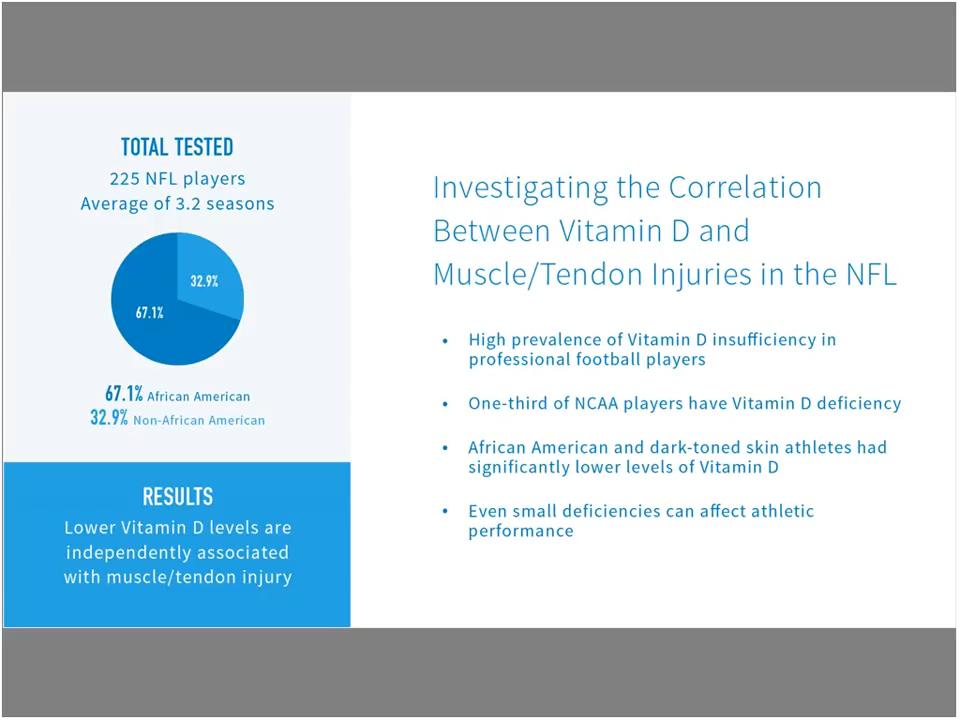 TOTAL TESTED
225 NFL players
Average of 3.2 seasons
32.9%
67.1%
67.1% African American
32.9% Non-African American
RESULTS
Lower Vitamin D levels are
independently associated
with muscle/tendon injury
Investigating the Correlation
Between Vitamin D and
Muscle/Tendon Injuries in the NFL
• High prevalence of Vitamin D insufficiency in
professional football players
• One-third of NCAA players have Vitamin D deficiency
• African American and dark-toned skin athletes had
significantly lower levels of Vitamin D
• Even small deficiencies can affect athletic
performance